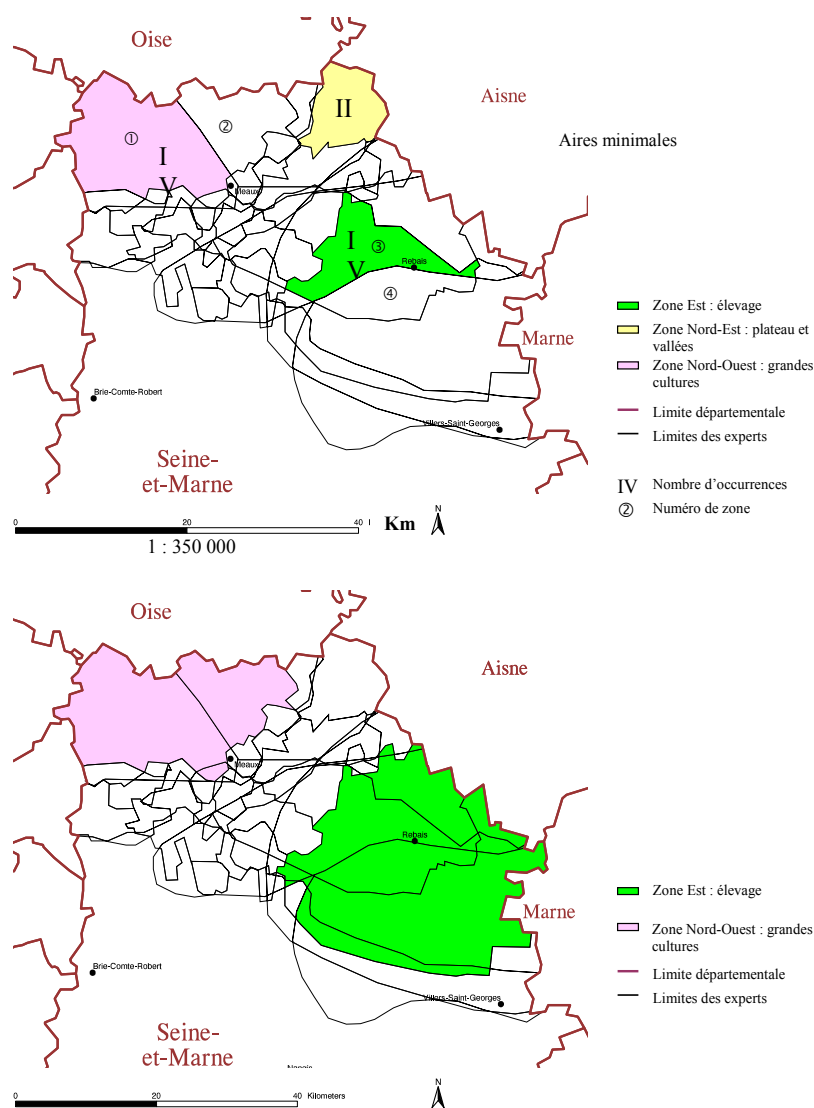 Oise
Aisne
Aires minimales
①
②
II
I
V
Meaux
I
V
③
Rebais
④
Marne
Brie-Comte-Robert
Villers-Saint-Georges
Seine-
et-Marne
Zone Est : élevage
Zone Nord-Est : plateau et
vallées
Zone Nord-Ouest : grandes
cultures
Limite départementale
Limites des experts
IV Nombre d’occurrences
② Numéro de zone
0 20 40 Km
N
1 : 350 000
Oise
Aisne
Meaux
Rebais
Marne
Brie-Comte-Robert
Villers-Saint-Georges
Seine-
et-Marne
Zone Est : élevage
Zone Nord-Ouest : grandes
cultures
Limite départementale
Limites des experts
0 20 40 Kilometers
N